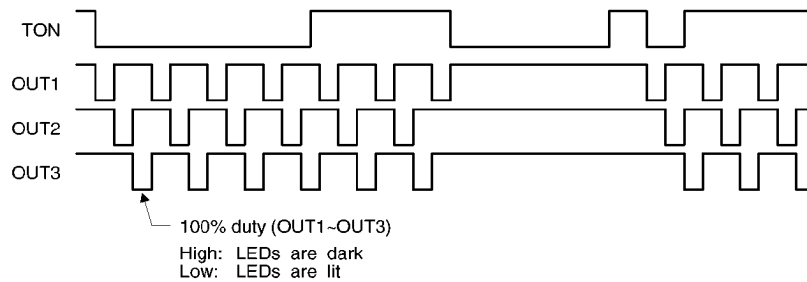 TON
OUT1
OUT2
OUT3
100% duty (OUT1~OUT3)
High: LEDs are dark
Low: LEDs are lit